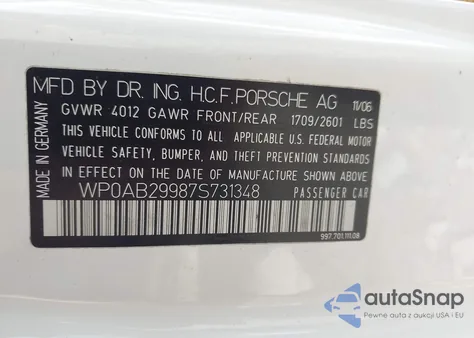 MFD BY DR. ING. H.C.F. PORSCHE AG 11/06
GVWR 4012 GAWR FRONT/REAR 1709/2601 LBS
THIS VEHICLE CONFORMS TO ALL APPLICABLE U.S. FEDERAL MOTOR
VEHICLE SAFETY, BUMPER, AND THEFT PREVENTION STANDARDS
IN EFFECT ON THE DATE OF MANUFACTURE SHOWN ABOVE
WP0AB29987S731348 PASSENGER CAR
MADE IN GERMANY
997.701.111.08
autoSnap
Pewne auta z aukcji USA i EU